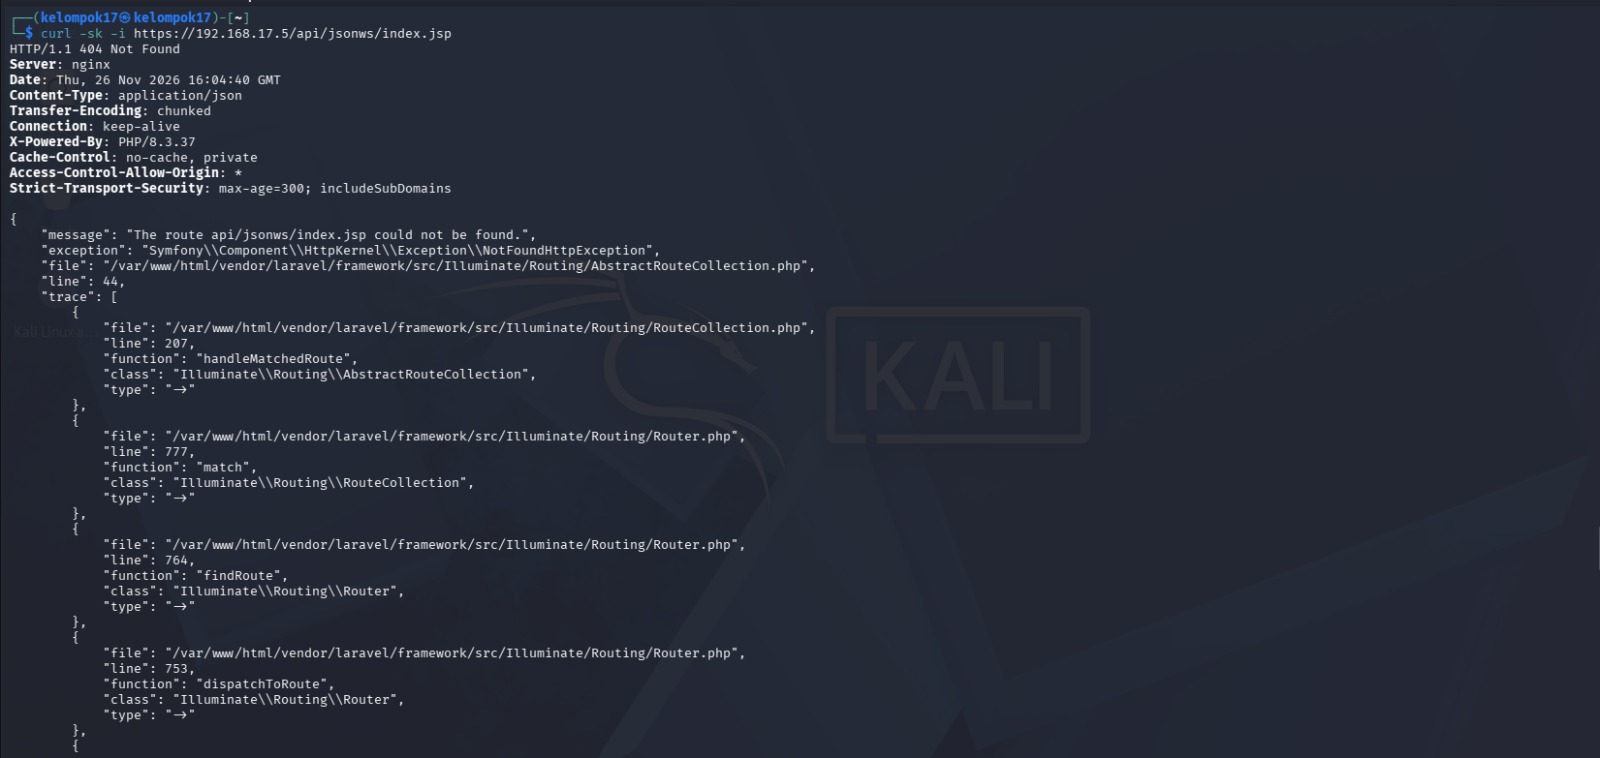 ┌──(kelompok17㉿kelompok17)-[~]
└─$ curl -sk -i https://192.168.17.5/api/jsonws/index.jsp
HTTP/1.1 404 Not Found
Server: nginx
Date: Thu, 26 Nov 2026 16:04:40 GMT
Content-Type: application/json
Transfer-Encoding: chunked
Connection: keep-alive
X-Powered-By: PHP/8.3.37
Cache-Control: no-cache, private
Access-Control-Allow-Origin: *
Strict-Transport-Security: max-age=300; includeSubDomains

{
    "message": "The route api/jsonws/index.jsp could not be found.",
    "exception": "Symfony\\Component\\HttpKernel\\Exception\\NotFoundHttpException",
    "file": "/var/www/html/vendor/laravel/framework/src/Illuminate/Routing/AbstractRouteCollection.php",
    "line": 44,
    "trace": [
        {
            "file": "/var/www/html/vendor/laravel/framework/src/Illuminate/Routing/RouteCollection.php",
            "line": 207,
            "function": "handleMatchedRoute",
            "class": "Illuminate\\Routing\\AbstractRouteCollection",
            "type": "->"
        },
        {
            "file": "/var/www/html/vendor/laravel/framework/src/Illuminate/Routing/Router.php",
            "line": 777,
            "function": "match",
            "class": "Illuminate\\Routing\\RouteCollection",
            "type": "->"
        },
        {
            "file": "/var/www/html/vendor/laravel/framework/src/Illuminate/Routing/Router.php",
            "line": 764,
            "function": "findRoute",
            "class": "Illuminate\\Routing\\Router",
            "type": "->"
        },
        {
            "file": "/var/www/html/vendor/laravel/framework/src/Illuminate/Routing/Router.php",
            "line": 753,
            "function": "dispatchToRoute",
            "class": "Illuminate\\Routing\\Router",
            "type": "->"
        },
        {
Kali Linux a...
KALI